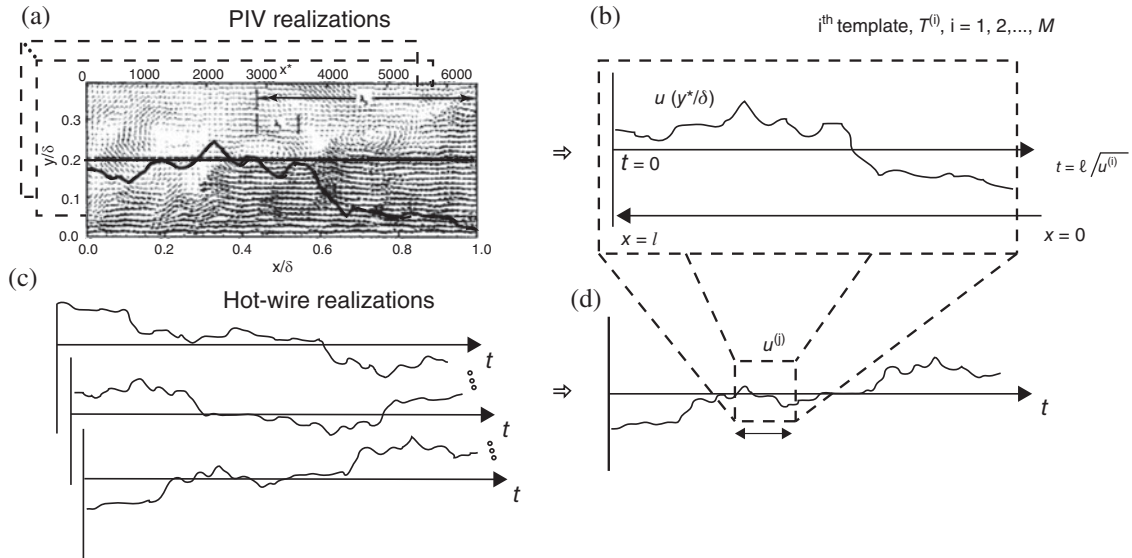 (a)
PIV realizations
0 1000 2000 3000 4000 5000 6000
x*
0.3
0.2
0.1
0.0
y/δ
0.0 0.2 0.4 0.6 0.8 1.0
x/δ
(b)
iᵗʰ template, T⁽ⁱ⁾, i = 1, 2,..., M
u (y*/δ)
⇒
t = 0
t = ℓ/u⁽ⁱ⁾
x = l
x = 0
(c)
Hot-wire realizations
t
t
t
(d)
u⁽ʲ⁾
⇒
t